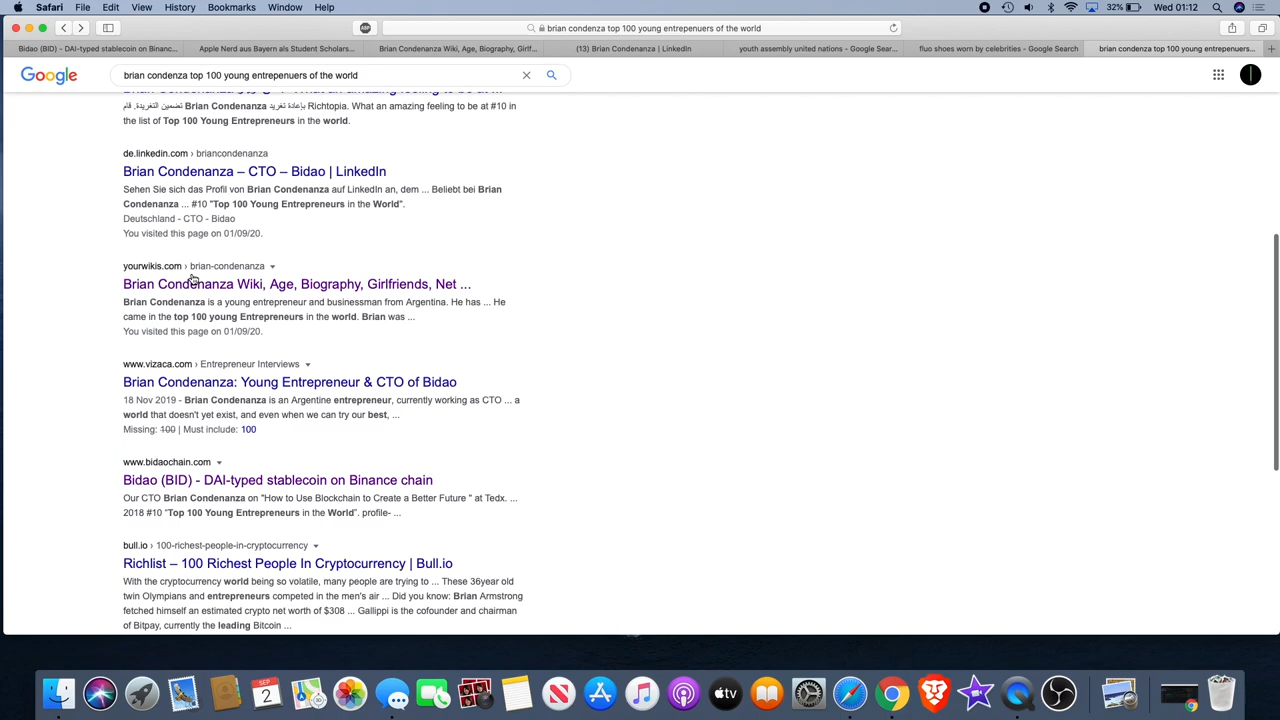 Safari File Edit View History Bookmarks Window Help 32% Wed 01:12
ABP brian condenza top 100 young entrepenuers of the world
Bidao (BID) - DAI-typed stablecoin on Binanc... Apple Nerd aus Bayern als Student Scholars... Brian Condenanza Wiki, Age, Biography, Girlf... (13) Brian Condenanza | LinkedIn youth assembly united nations - Google Sear... fluo shoes worn by celebrities - Google Search brian condenza top 100 young entrepenuers...
Google brian condenza top 100 young entrepenuers of the world
تضمين التغريدة. قام Brian Condenanza بإعادة تغريد Richtopia. What an amazing feeling to be at #10 in
the list of Top 100 Young Entrepreneurs in the world.
de.linkedin.com › briancondenanza
Brian Condenanza – CTO – Bidao | LinkedIn
Sehen Sie sich das Profil von Brian Condenanza auf LinkedIn an, dem ... Beliebt bei Brian
Condenanza ... #10 "Top 100 Young Entrepreneurs in the World".
Deutschland - CTO - Bidao
You visited this page on 01/09/20.
yourwikis.com › brian-condenanza
Brian Condenanza Wiki, Age, Biography, Girlfriends, Net ...
Brian Condenanza is a young entrepreneur and businessman from Argentina. He has ... He
came in the top 100 young Entrepreneurs in the world. Brian was ...
You visited this page on 01/09/20.
www.vizaca.com › Entrepreneur Interviews
Brian Condenanza: Young Entrepreneur & CTO of Bidao
18 Nov 2019 - Brian Condenanza is an Argentine entrepreneur, currently working as CTO ... a
world that doesn't yet exist, and even when we can try our best, ...
Missing: 100 | Must include: 100
www.bidaochain.com
Bidao (BID) - DAI-typed stablecoin on Binance chain
Our CTO Brian Condenanza on "How to Use Blockchain to Create a Better Future " at Tedx. ...
2018 #10 "Top 100 Young Entrepreneurs in the World". profile- ...
bull.io › 100-richest-people-in-cryptocurrency
Richlist – 100 Richest People In Cryptocurrency | Bull.io
With the cryptocurrency world being so volatile, many people are trying to ... These 36year old
twin Olympians and entrepreneurs competed in the men's air ... Did you know: Brian Armstrong
fetched himself an estimated crypto net worth of $308 ... Gallippi is the cofounder and chairman
of Bitpay, currently the leading Bitcoin ...
SEP
2
tv